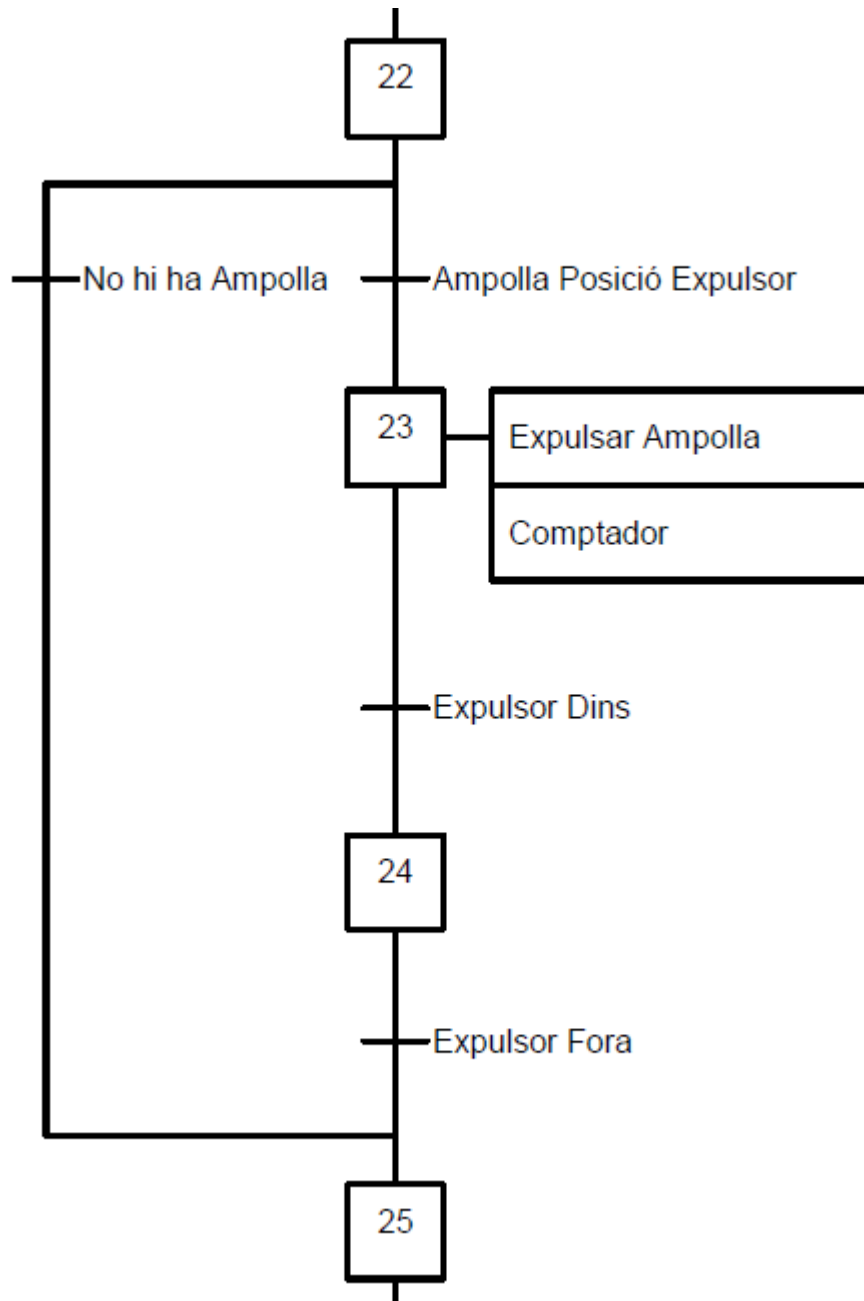 22
No hi ha Ampolla
Ampolla Posició Expulsor
23
Expulsar Ampolla
Comptador
Expulsor Dins
24
Expulsor Fora
25